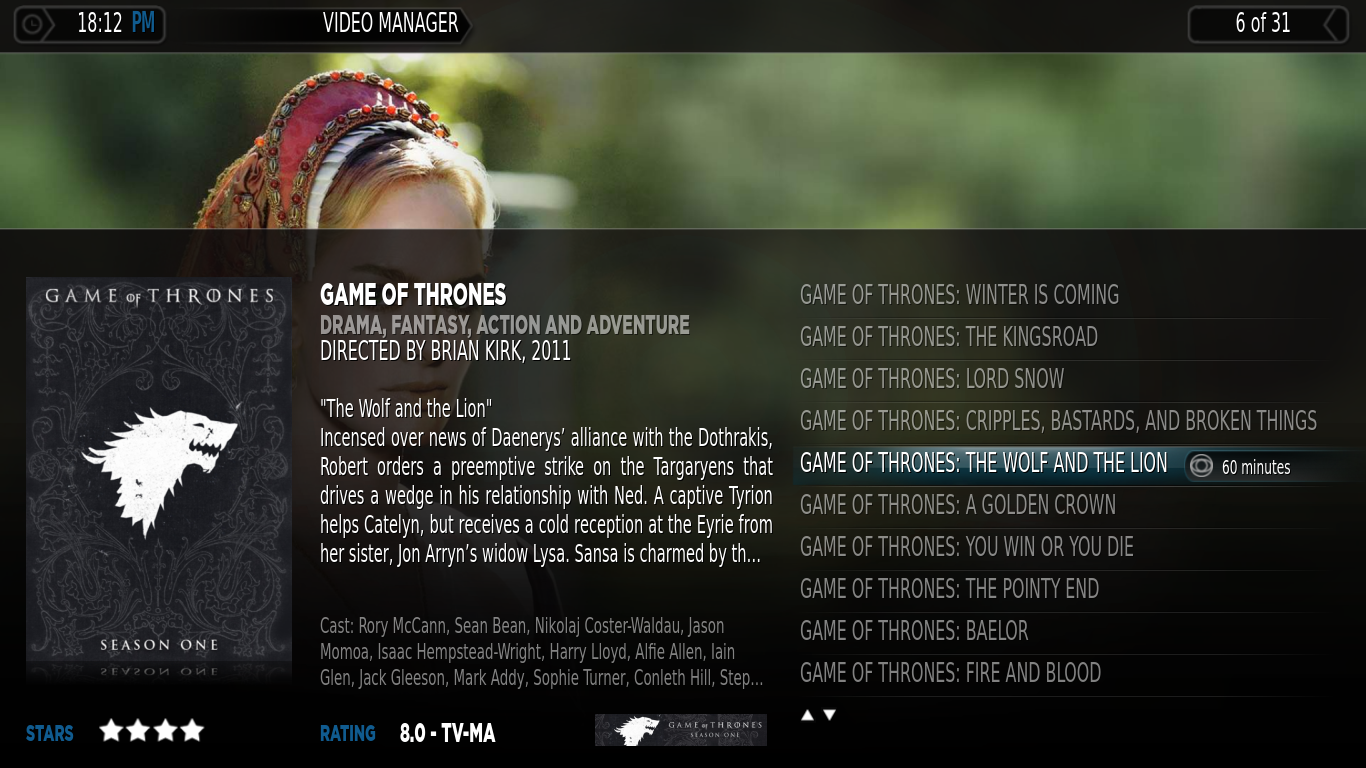 18:12 PM
VIDEO MANAGER
6 of 31
GAME OF THRONES
SEASON ONE
GAME OF THRONES
DRAMA, FANTASY, ACTION AND ADVENTURE
DIRECTED BY BRIAN KIRK, 2011
"The Wolf and the Lion"
Incensed over news of Daenerys’ alliance with the Dothrakis,
Robert orders a preemptive strike on the Targaryens that
drives a wedge in his relationship with Ned. A captive Tyrion
helps Catelyn, but receives a cold reception at the Eyrie from
her sister, Jon Arryn’s widow Lysa. Sansa is charmed by th...
Cast: Rory McCann, Sean Bean, Nikolaj Coster-Waldau, Jason
Momoa, Isaac Hempstead-Wright, Harry Lloyd, Alfie Allen, Iain
Glen, Jack Gleeson, Mark Addy, Sophie Turner, Conleth Hill, Step...
STARS
RATING 8.0 - TV-MA
GAME OF THRONES
SEASON ONE
GAME OF THRONES: WINTER IS COMING
GAME OF THRONES: THE KINGSROAD
GAME OF THRONES: LORD SNOW
GAME OF THRONES: CRIPPLES, BASTARDS, AND BROKEN THINGS
GAME OF THRONES: THE WOLF AND THE LION 60 minutes
GAME OF THRONES: A GOLDEN CROWN
GAME OF THRONES: YOU WIN OR YOU DIE
GAME OF THRONES: THE POINTY END
GAME OF THRONES: BAELOR
GAME OF THRONES: FIRE AND BLOOD